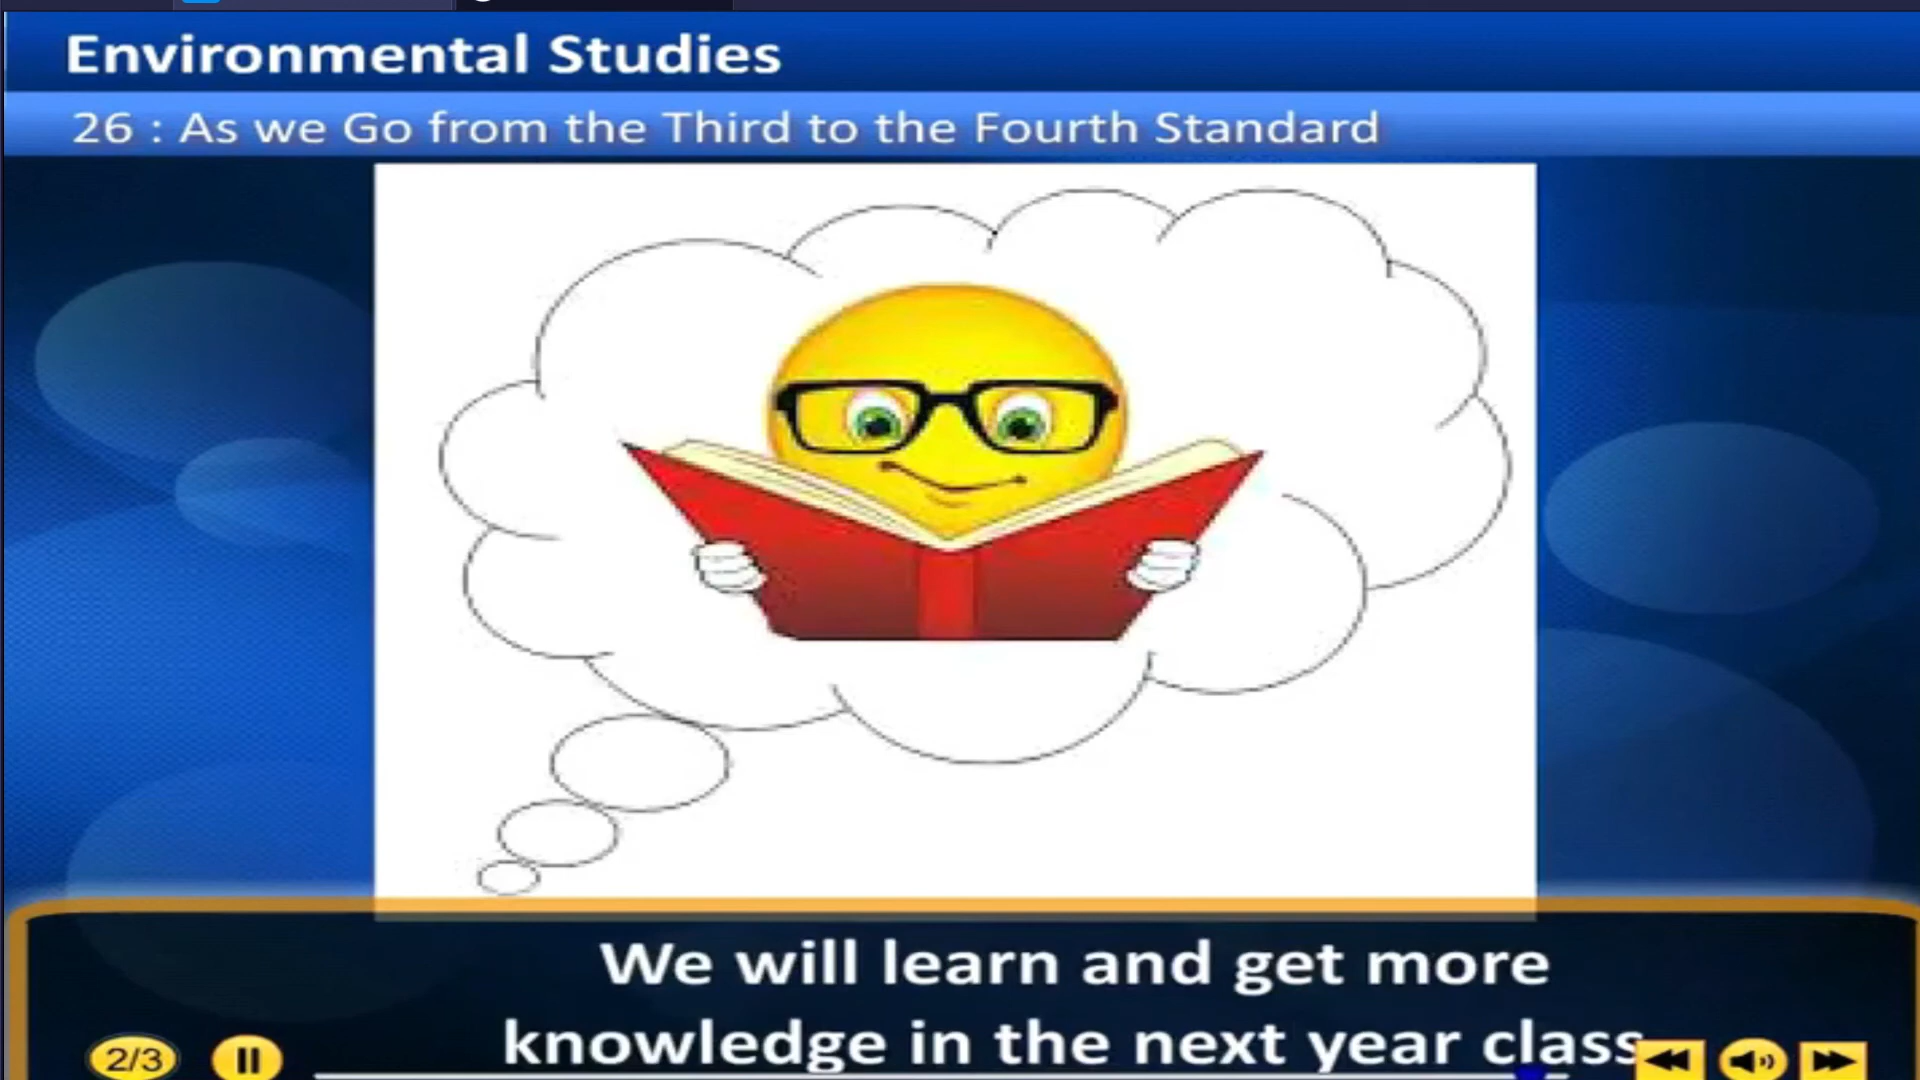 Environmental Studies
26 : As we Go from the Third to the Fourth Standard
We will learn and get more
knowledge in the next year class
2/3